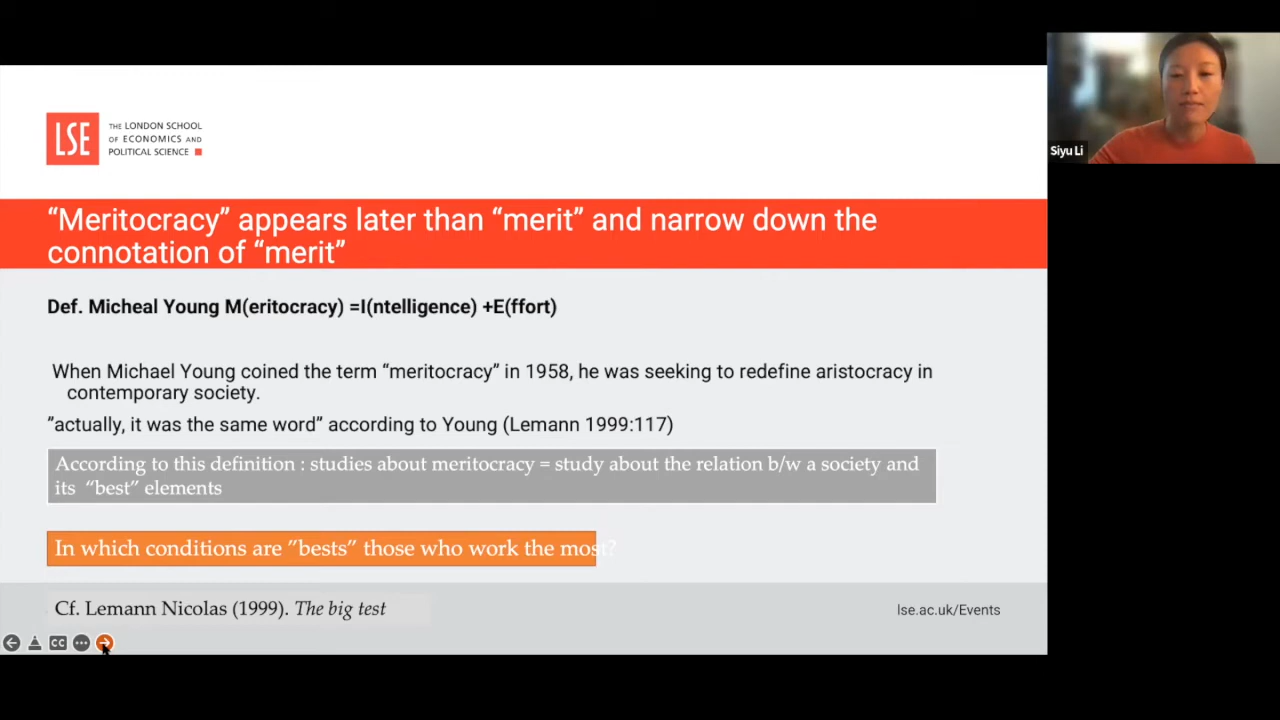 LSE
THE LONDON SCHOOL
OF ECONOMICS AND
POLITICAL SCIENCE
Siyu Li
“Meritocracy” appears later than “merit” and narrow down the
connotation of “merit”
Def. Micheal Young M(eritocracy) =I(ntelligence) +E(ffort)
When Michael Young coined the term “meritocracy” in 1958, he was seeking to redefine aristocracy in
contemporary society.
”actually, it was the same word” according to Young (Lemann 1999:117)
According to this definition : studies about meritocracy = study about the relation b/w a society and
its “best” elements
In which conditions are ”bests” those who work the most?
Cf. Lemann Nicolas (1999). The big test
lse.ac.uk/Events
CC